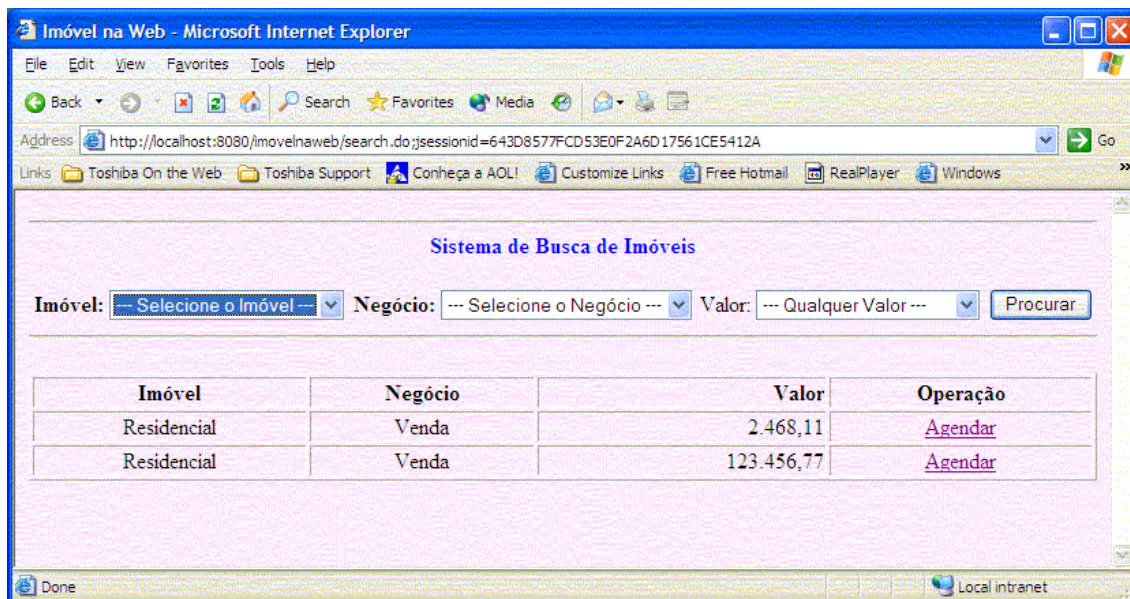 Imóvel na Web - Microsoft Internet Explorer
File Edit View Favorites Tools Help
Back Search Favorites Media
Address http://localhost:8080/imovelnaweb/search.do;jsessionid=643D8577FCD53E0F2A6D17561CE5412A Go
Links Toshiba On the Web Toshiba Support Conheça a AOL! Customize Links Free Hotmail RealPlayer Windows »
Sistema de Busca de Imóveis
Imóvel: --- Selecione o Imóvel --- Negócio: --- Selecione o Negócio --- Valor: --- Qualquer Valor --- Procurar
Imóvel Negócio Valor Operação
Residencial Venda 2.468,11 Agendar
Residencial Venda 123.456,77 Agendar
Done Local intranet